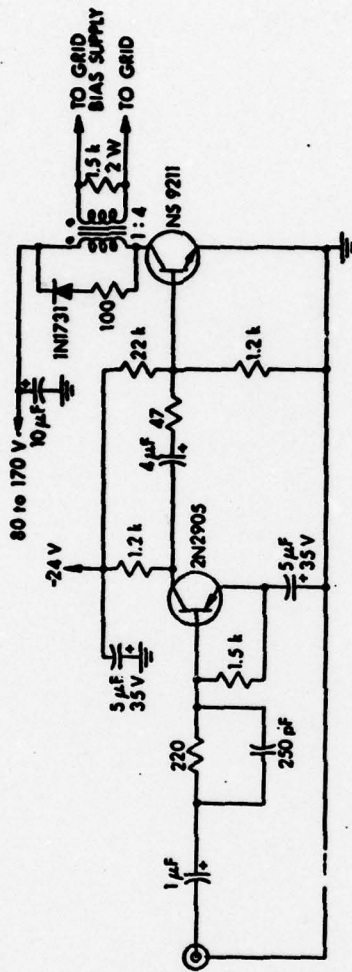 80 to 170 V
10 μF
+
1N1731
100
1.5 k
2 W
1 : 4
TO GRID
BIAS SUPPLY
TO GRID
-24 V
5 μF
35 V
+
1.2 k
22 k
NS 9211
4 μF
+
47
2N2905
1.2 k
1 μF
+
220
250 pF
1.5 k
5 μF
+ 35 V